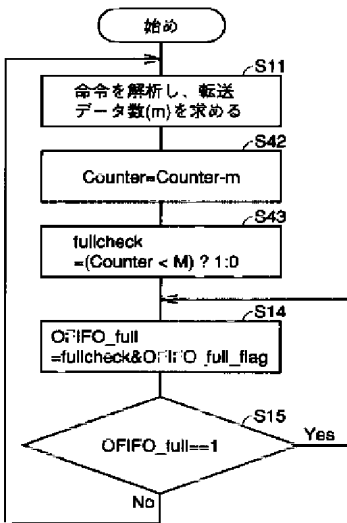 始め
S11
命令を解析し、転送
データ数(m)を求める
S42
Counter=Counter-m
S43
fullcheck
=(Counter < M) ? 1:0
S14
OFIFO_full
=fullcheck&OFIFO_full_flag
S15
OFIFO_full==1
Yes
No